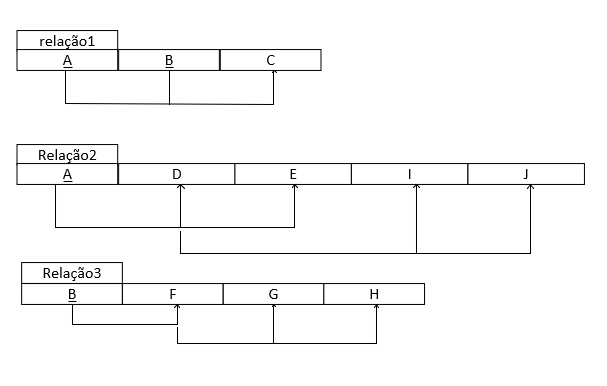 relação1
A B C
Relação2
A D E I J
Relação3
B F G H